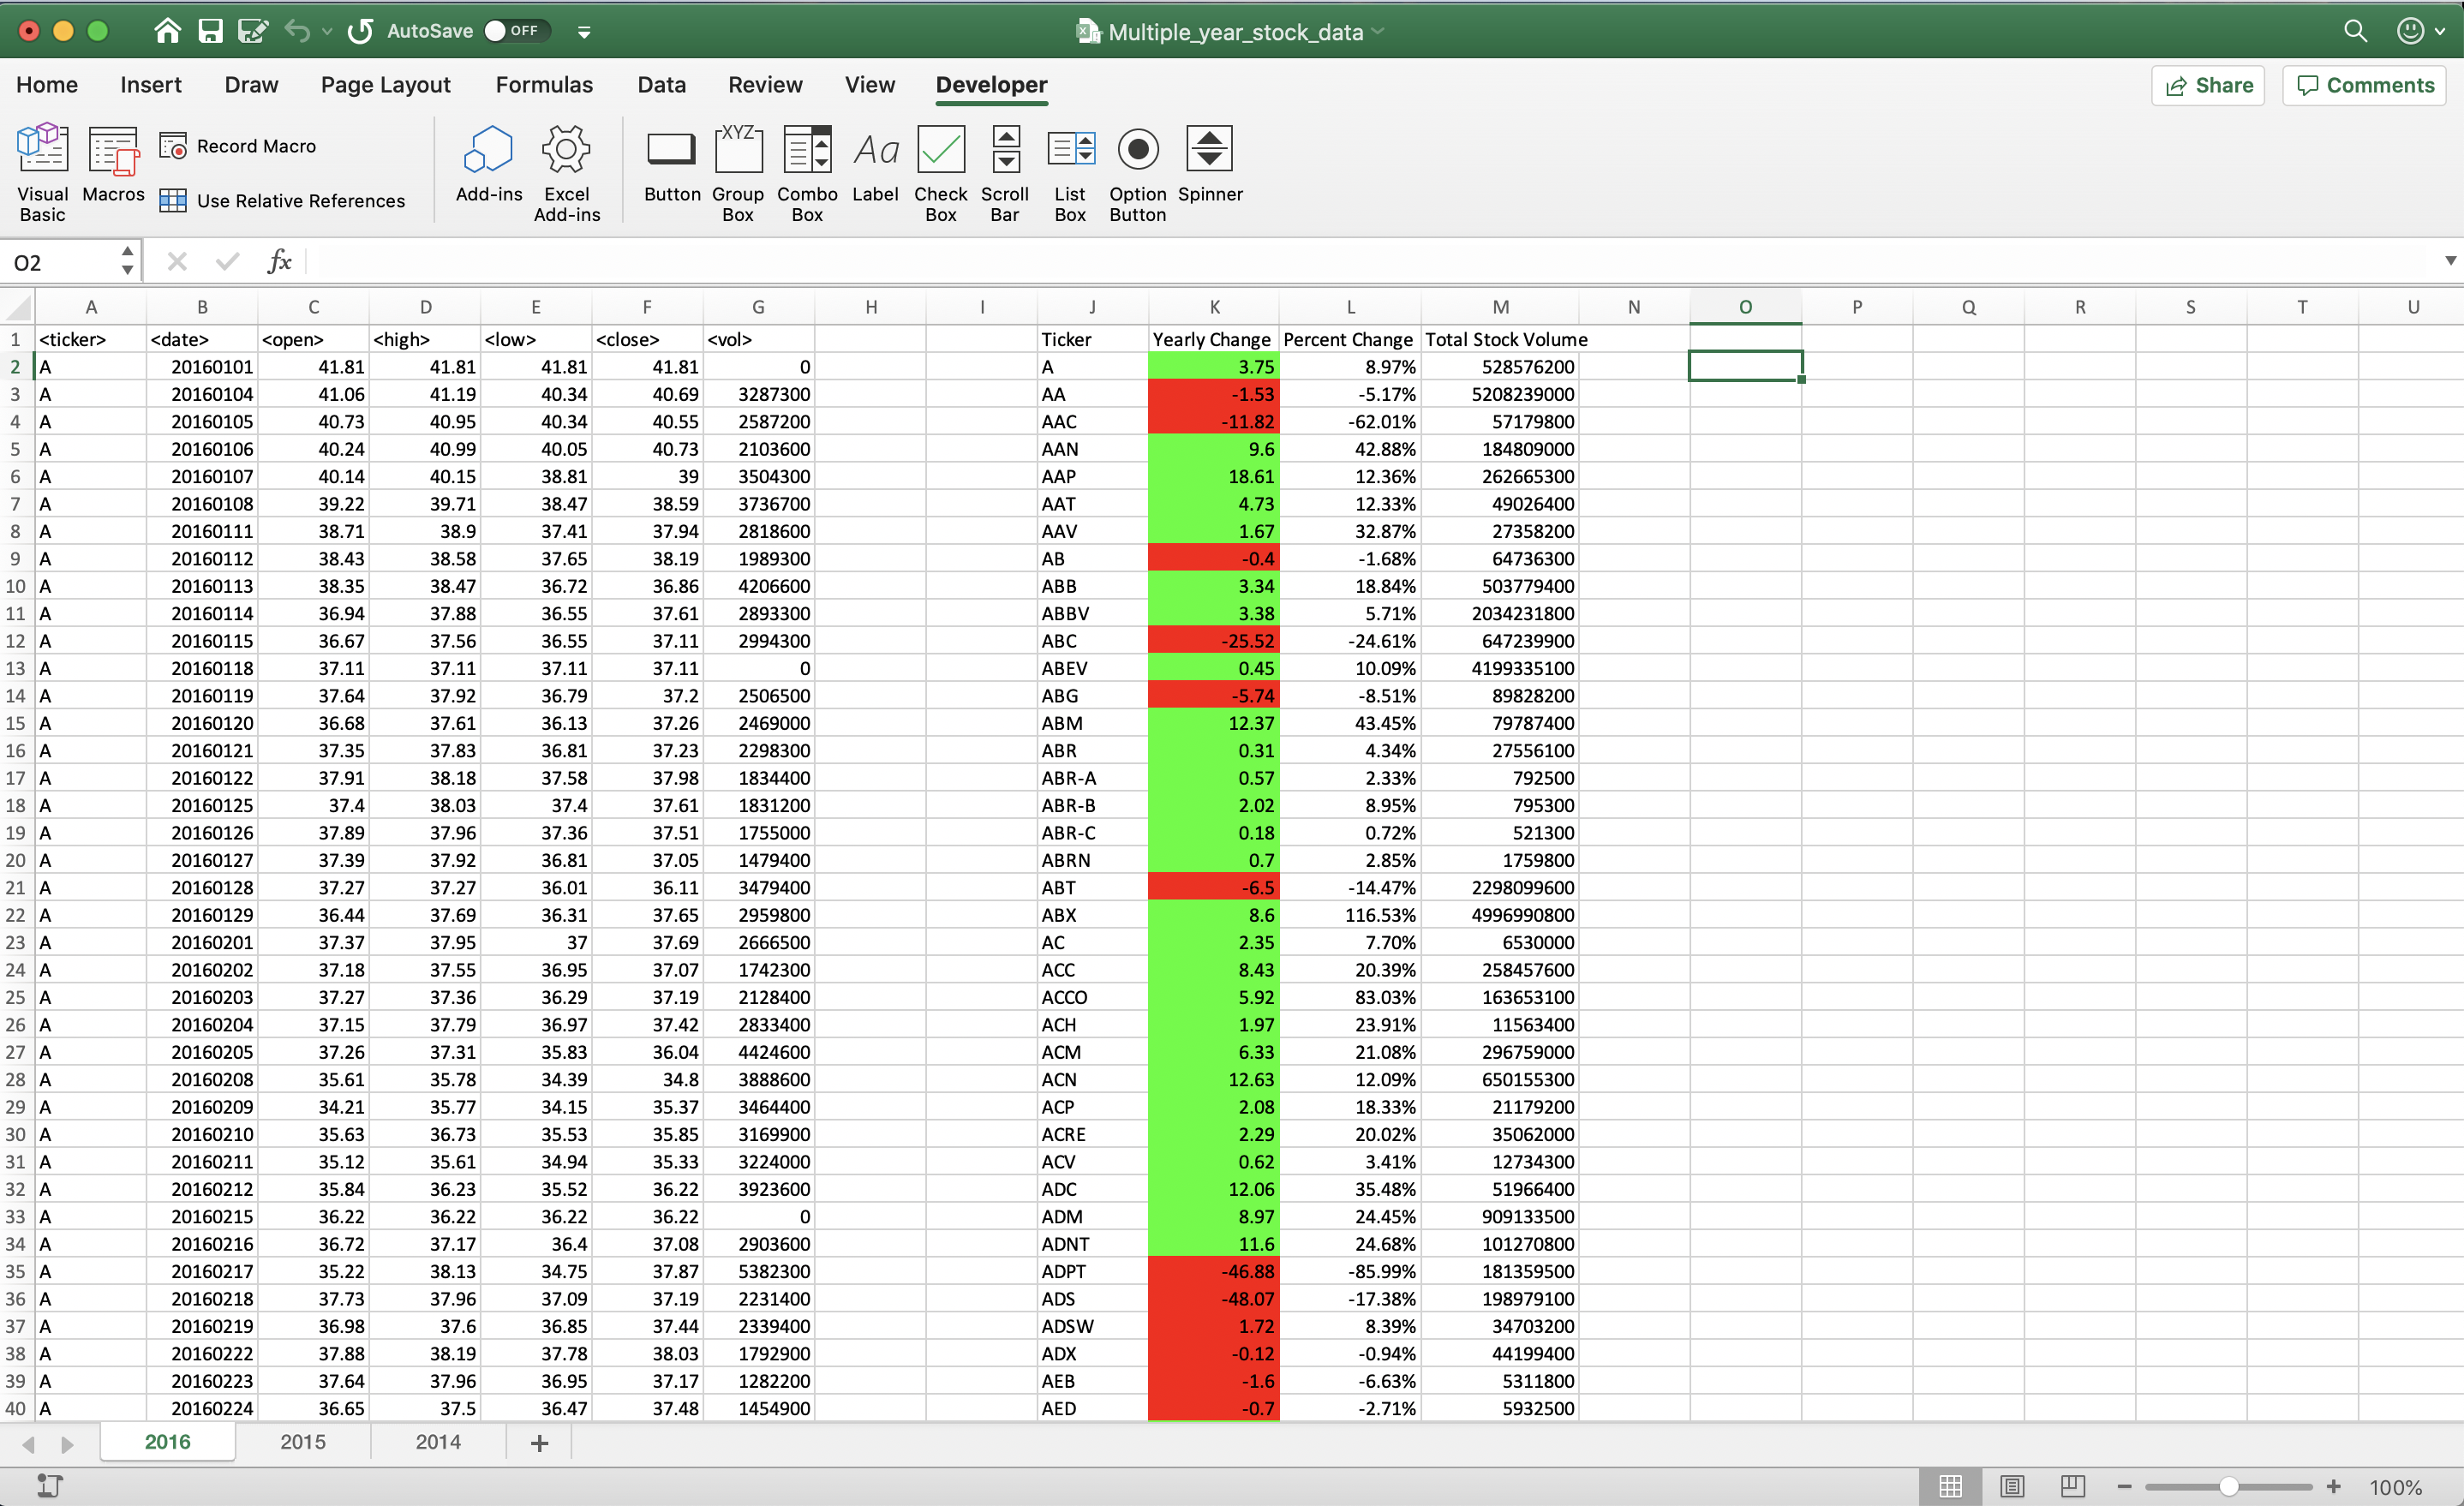 AutoSave OFF Multiple_year_stock_data
Home Insert Draw Page Layout Formulas Data Review View Developer Share Comments
Visual Basic Macros Record Macro Use Relative References Add-ins Excel Add-ins Button Group Box Combo Box Label Check Box Scroll Bar List Box Option Button Spinner
XYZ Aa
O2 fx
A B C D E F G H I J K L M N O P Q R S T U
1 <ticker> <date> <open> <high> <low> <close> <vol> Ticker Yearly Change Percent Change Total Stock Volume
2 A 20160101 41.81 41.81 41.81 41.81 0 A 3.75 8.97% 528576200
3 A 20160104 41.06 41.19 40.34 40.69 3287300 AA -1.53 -5.17% 5208239000
4 A 20160105 40.73 40.95 40.34 40.55 2587200 AAC -11.82 -62.01% 57179800
5 A 20160106 40.24 40.99 40.05 40.73 2103600 AAN 9.6 42.88% 184809000
6 A 20160107 40.14 40.15 38.81 39 3504300 AAP 18.61 12.36% 262665300
7 A 20160108 39.22 39.71 38.47 38.59 3736700 AAT 4.73 12.33% 49026400
8 A 20160111 38.71 38.9 37.41 37.94 2818600 AAV 1.67 32.87% 27358200
9 A 20160112 38.43 38.58 37.65 38.19 1989300 AB -0.4 -1.68% 64736300
10 A 20160113 38.35 38.47 36.72 36.86 4206600 ABB 3.34 18.84% 503779400
11 A 20160114 36.94 37.88 36.55 37.61 2893300 ABBV 3.38 5.71% 2034231800
12 A 20160115 36.67 37.56 36.55 37.11 2994300 ABC -25.52 -24.61% 647239900
13 A 20160118 37.11 37.11 37.11 37.11 0 ABEV 0.45 10.09% 4199335100
14 A 20160119 37.64 37.92 36.79 37.2 2506500 ABG -5.74 -8.51% 89828200
15 A 20160120 36.68 37.61 36.13 37.26 2469000 ABM 12.37 43.45% 79787400
16 A 20160121 37.35 37.83 36.81 37.23 2298300 ABR 0.31 4.34% 27556100
17 A 20160122 37.91 38.18 37.58 37.98 1834400 ABR-A 0.57 2.33% 792500
18 A 20160125 37.4 38.03 37.4 37.61 1831200 ABR-B 2.02 8.95% 795300
19 A 20160126 37.89 37.96 37.36 37.51 1755000 ABR-C 0.18 0.72% 521300
20 A 20160127 37.39 37.92 36.81 37.05 1479400 ABRN 0.7 2.85% 1759800
21 A 20160128 37.27 37.27 36.01 36.11 3479400 ABT -6.5 -14.47% 2298099600
22 A 20160129 36.44 37.69 36.31 37.65 2959800 ABX 8.6 116.53% 4996990800
23 A 20160201 37.37 37.95 37 37.69 2666500 AC 2.35 7.70% 6530000
24 A 20160202 37.18 37.55 36.95 37.07 1742300 ACC 8.43 20.39% 258457600
25 A 20160203 37.27 37.36 36.29 37.19 2128400 ACCO 5.92 83.03% 163653100
26 A 20160204 37.15 37.79 36.97 37.42 2833400 ACH 1.97 23.91% 11563400
27 A 20160205 37.26 37.31 35.83 36.04 4424600 ACM 6.33 21.08% 296759000
28 A 20160208 35.61 35.78 34.39 34.8 3888600 ACN 12.63 12.09% 650155300
29 A 20160209 34.21 35.77 34.15 35.37 3464400 ACP 2.08 18.33% 21179200
30 A 20160210 35.63 36.73 35.53 35.85 3169900 ACRE 2.29 20.02% 35062000
31 A 20160211 35.12 35.61 34.94 35.33 3224000 ACV 0.62 3.41% 12734300
32 A 20160212 35.84 36.23 35.52 36.22 3923600 ADC 12.06 35.48% 51966400
33 A 20160215 36.22 36.22 36.22 36.22 0 ADM 8.97 24.45% 909133500
34 A 20160216 36.72 37.17 36.4 37.08 2903600 ADNT 11.6 24.68% 101270800
35 A 20160217 35.22 38.13 34.75 37.87 5382300 ADPT -46.88 -85.99% 181359500
36 A 20160218 37.73 37.96 37.09 37.19 2231400 ADS -48.07 -17.38% 198979100
37 A 20160219 36.98 37.6 36.85 37.44 2339400 ADSW 1.72 8.39% 34703200
38 A 20160222 37.88 38.19 37.78 38.03 1792900 ADX -0.12 -0.94% 44199400
39 A 20160223 37.64 37.96 36.95 37.17 1282200 AEB -1.6 -6.63% 5311800
40 A 20160224 36.65 37.5 36.47 37.48 1454900 AED -0.7 -2.71% 5932500
2016 2015 2014 +
100%